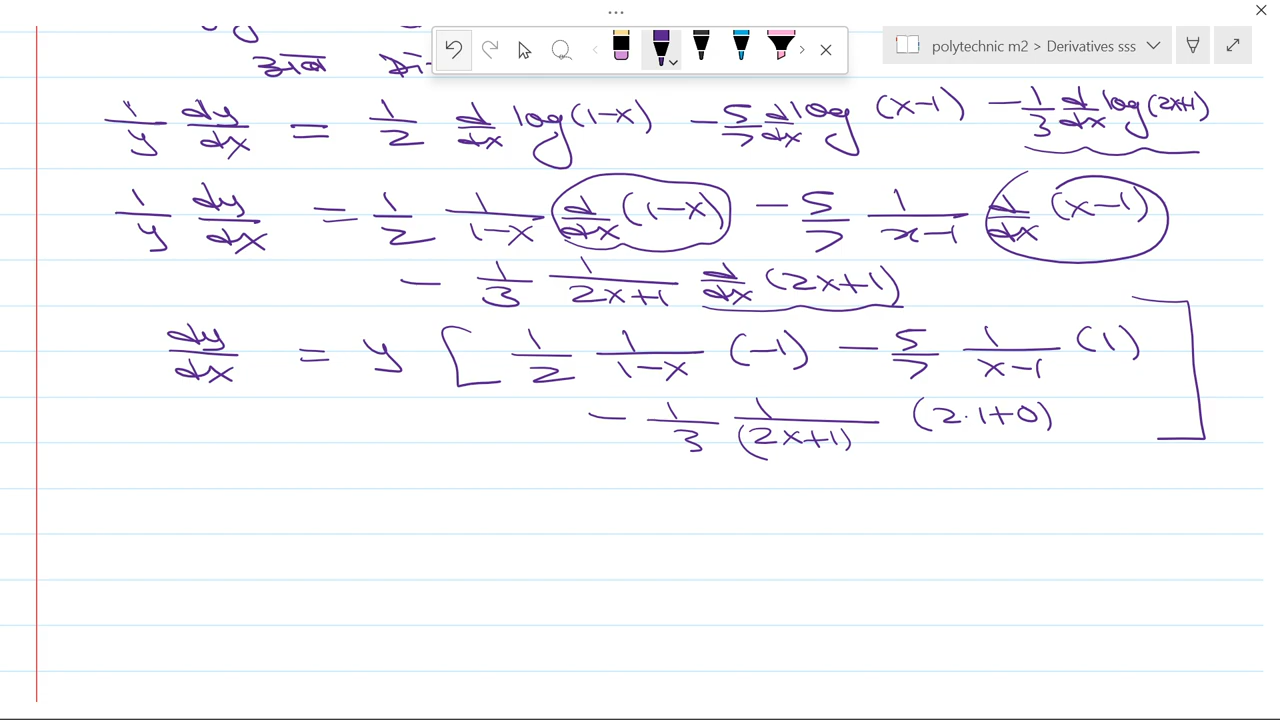 polytechnic m2 > Derivatives sss
1/y dy/dx = 1/2 d/dx log(1-x) - 5/7 d/dx log (x-1) - 1/3 d/dx log(2x+1)
1/y dy/dx = 1/2 1/1-x d/dx (1-x) - 5/7 1/x-1 d/dx (x-1)
- 1/3 1/2x+1 d/dx (2x+1)
dy/dx = y [ 1/2 1/1-x (-1) - 5/7 1/x-1 (1)
- 1/3 1/(2x+1) (2·1+0) ]